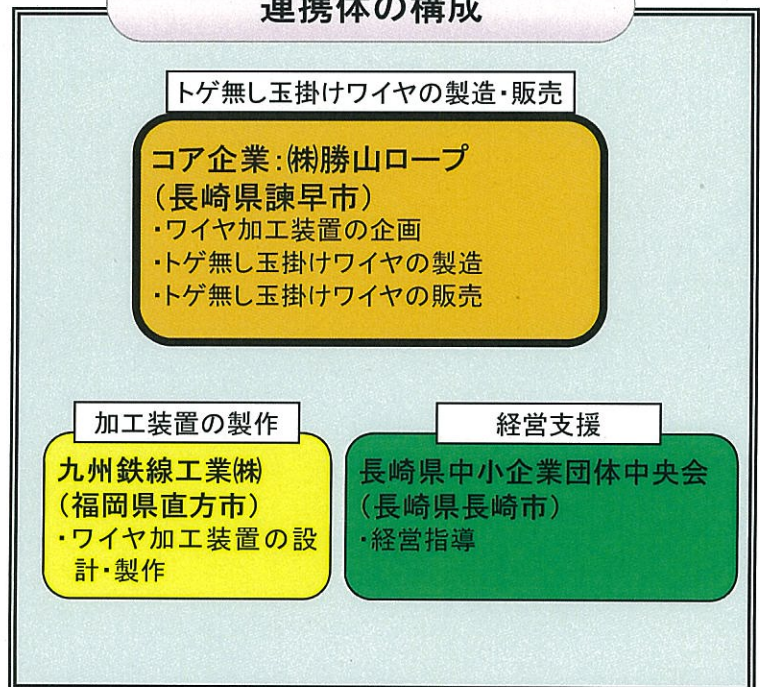 連携体の構成
トゲ無し玉掛けワイヤの製造・販売
コア企業:㈱勝山ロープ
(長崎県諫早市)
・ワイヤ加工装置の企画
・トゲ無し玉掛けワイヤの製造
・トゲ無し玉掛けワイヤの販売
加工装置の製作
九州鉄線工業㈱
(福岡県直方市)
・ワイヤ加工装置の設
計・製作
経営支援
長崎県中小企業団体中央会
(長崎県長崎市)
・経営指導